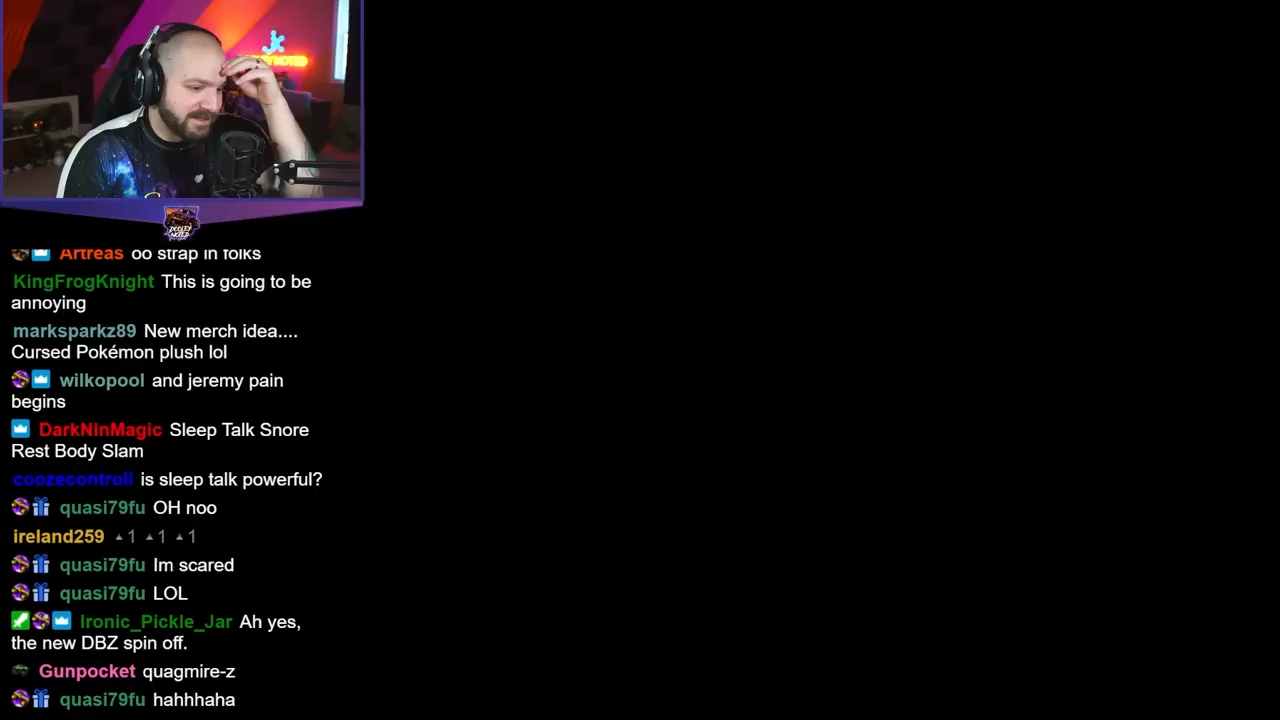 Artreas oo strap in folks
KingFrogKnight This is going to be
annoying
marksparkz89 New merch idea....
Cursed Pokémon plush lol
wilkopool and jeremy pain
begins
DarkNinMagic Sleep Talk Snore
Rest Body Slam
coozecontroll is sleep talk powerful?
quasi79fu OH noo
ireland259 ▲1 ▲1 ▲1
quasi79fu Im scared
quasi79fu LOL
Ironic_Pickle_Jar Ah yes,
the new DBZ spin off.
Gunpocket quagmire-z
quasi79fu hahhhaha